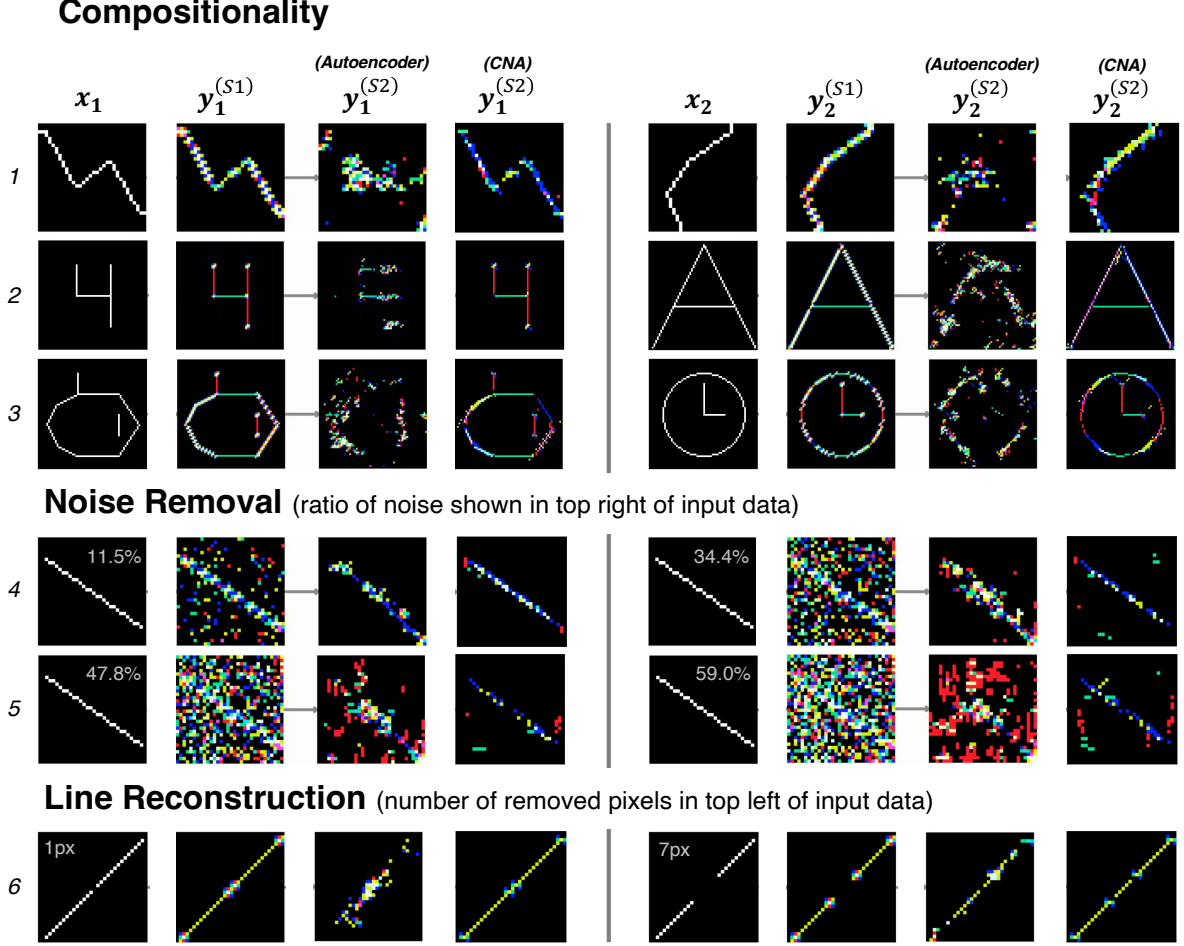 Compositionality
(Autoencoder) (CNA) (Autoencoder) (CNA)
x₁ y₁^(S1) y₁^(S2) y₁^(S2) x₂ y₂^(S1) y₂^(S2) y₂^(S2)
1
2
3
Noise Removal (ratio of noise shown in top right of input data)
4 11.5% 34.4%
5 47.8% 59.0%
Line Reconstruction (number of removed pixels in top left of input data)
6 1px 7px